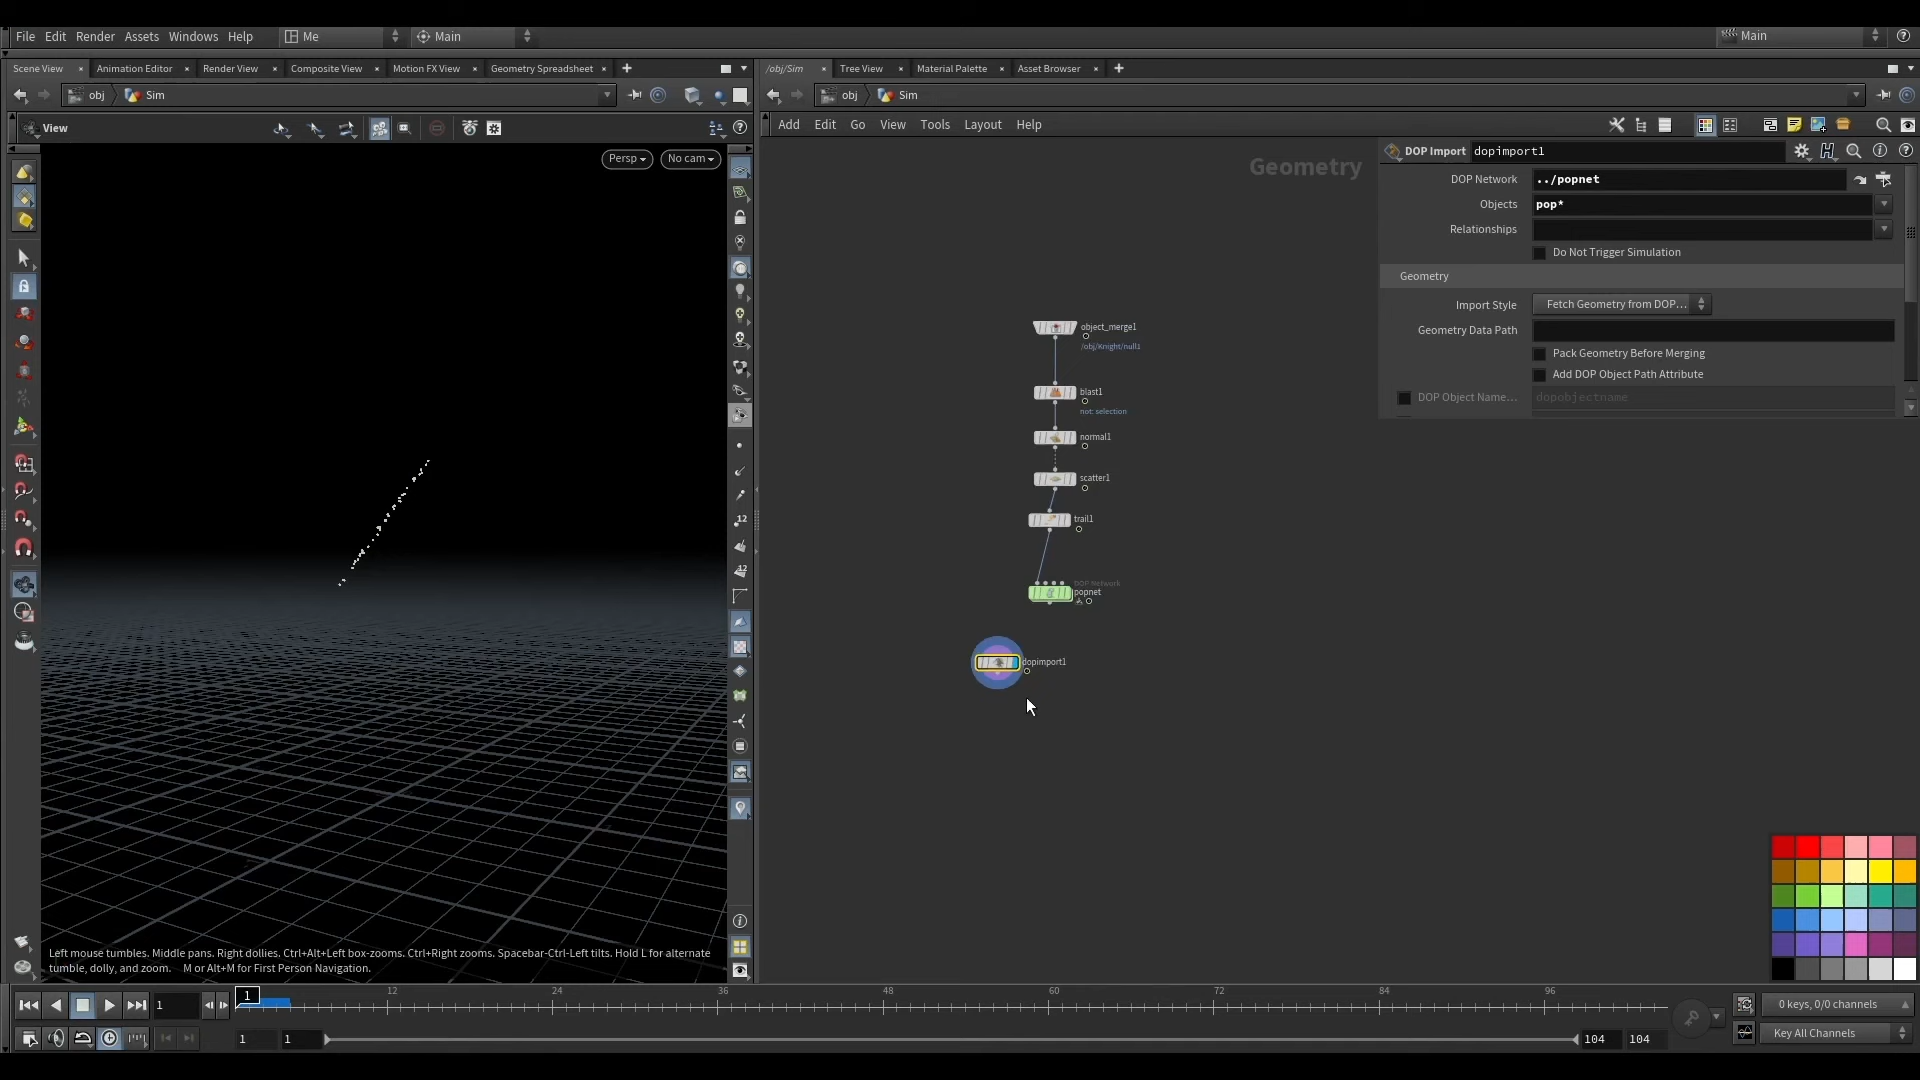 File Edit Render Assets Windows Help Me Main Main
Scene View Animation Editor Render View Composite View Motion FX View Geometry Spreadsheet
/obj/Sim Tree View Material Palette Asset Browser
obj Sim
obj Sim
View
Add Edit Go View Tools Layout Help
Persp No cam
Geometry
DOP Import dopimport1
DOP Network ../popnet
Objects pop*
Relationships
Do Not Trigger Simulation
Geometry
Import Style Fetch Geometry from DOP...
Geometry Data Path
Pack Geometry Before Merging
Add DOP Object Path Attribute
DOP Object Name... dopobjectname
object_merge1
/obj/Knight/null1
blast1
not: selection
normal1
scatter1
trail1
DOP Network
popnet
dopimport1
12
12
Left mouse tumbles. Middle pans. Right dollies. Ctrl+Alt+Left box-zooms. Ctrl+Right zooms. Spacebar-Ctrl-Left tilts. Hold L for alternate
tumble, dolly, and zoom. M or Alt+M for First Person Navigation.
1 1 12 24 36 48 60 72 84 96
0 keys, 0/0 channels
1 1 104 104
Key All Channels